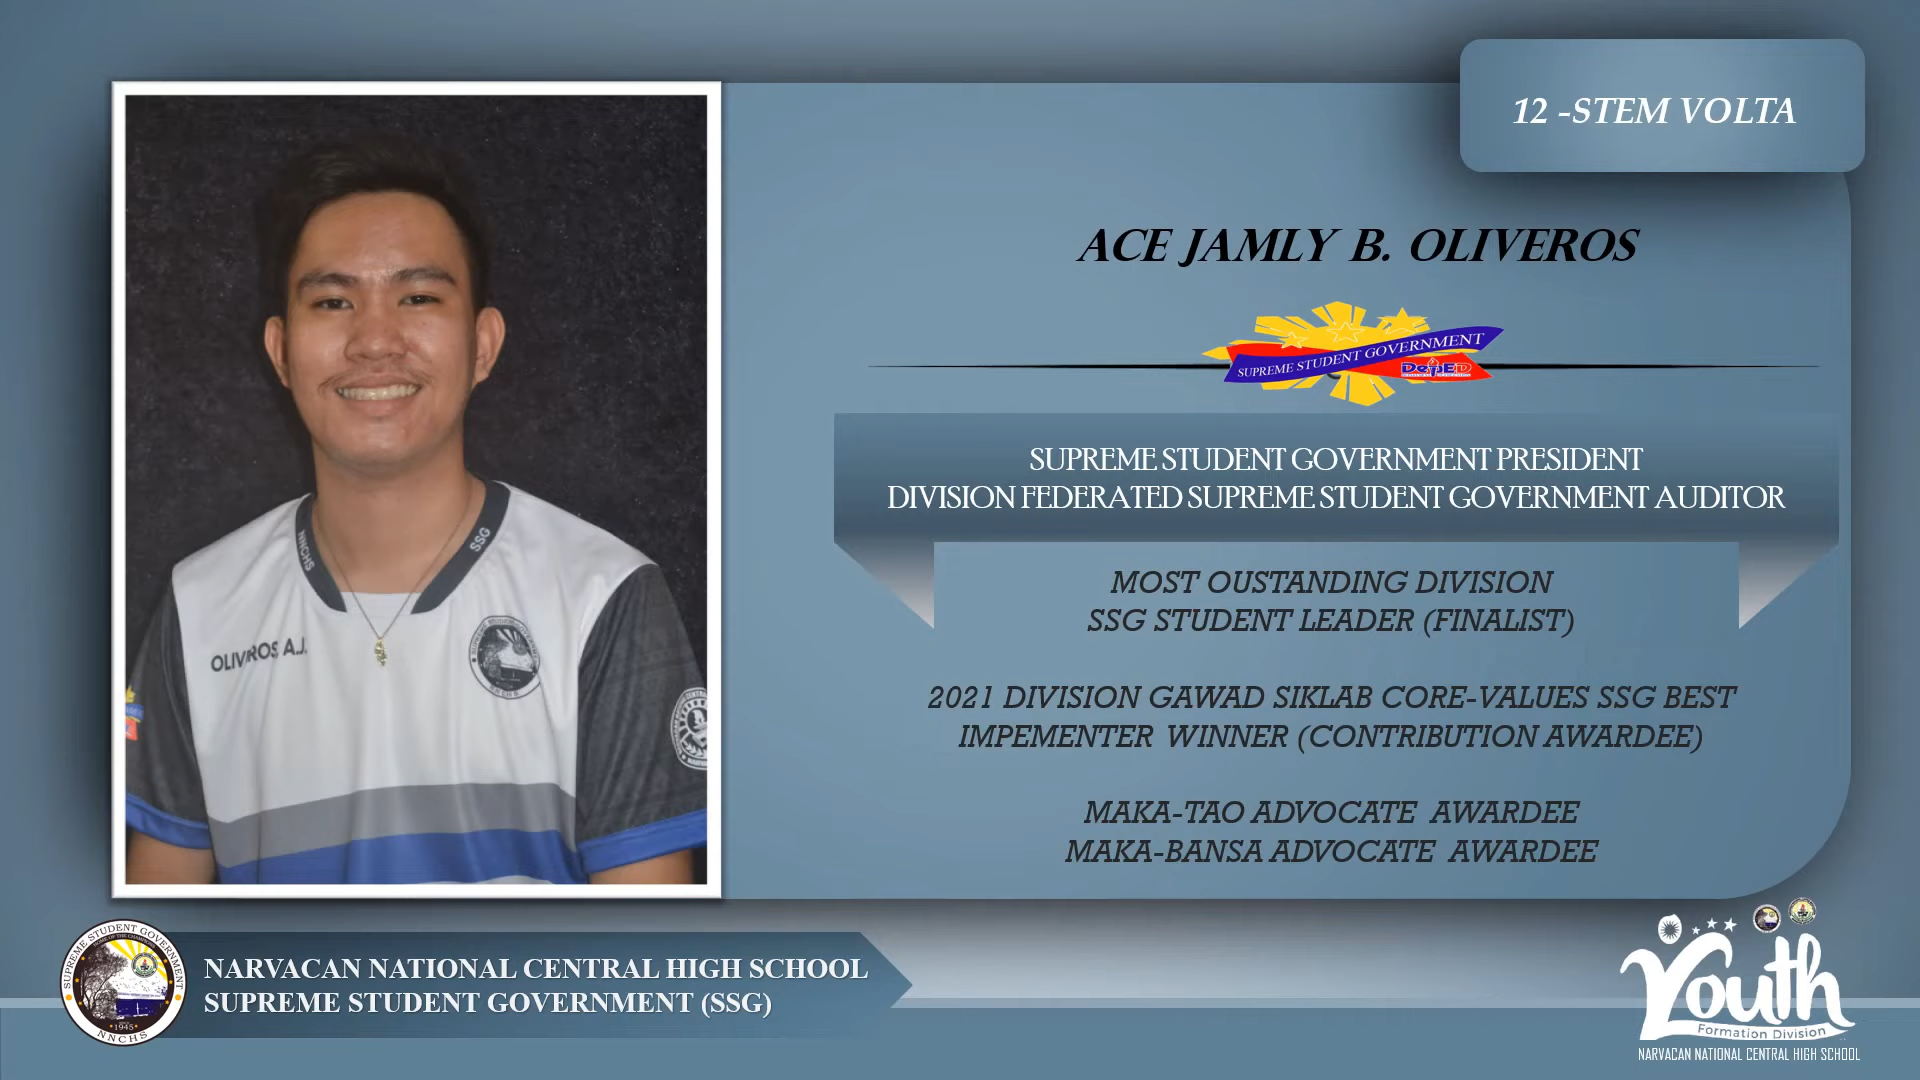 12 -STEM VOLTA
ACE JAMLY B. OLIVEROS
SUPREME STUDENT GOVERNMENT
DepED
SUPREME STUDENT GOVERNMENT PRESIDENT
DIVISION FEDERATED SUPREME STUDENT GOVERNMENT AUDITOR
MOST OUSTANDING DIVISION
SSG STUDENT LEADER (FINALIST)
2021 DIVISION GAWAD SIKLAB CORE-VALUES SSG BEST
IMPEMENTER WINNER (CONTRIBUTION AWARDEE)
MAKA-TAO ADVOCATE AWARDEE
MAKA-BANSA ADVOCATE AWARDEE
NNCHS
SSG
OLIVEROS, A.J.
SUPREME STUDENT GOVERNMENT
1945
NNCHS
NARVACAN NATIONAL CENTRAL HIGH SCHOOL
SUPREME STUDENT GOVERNMENT (SSG)
Youth
Formation Division
NARVACAN NATIONAL CENTRAL HIGH SCHOOL